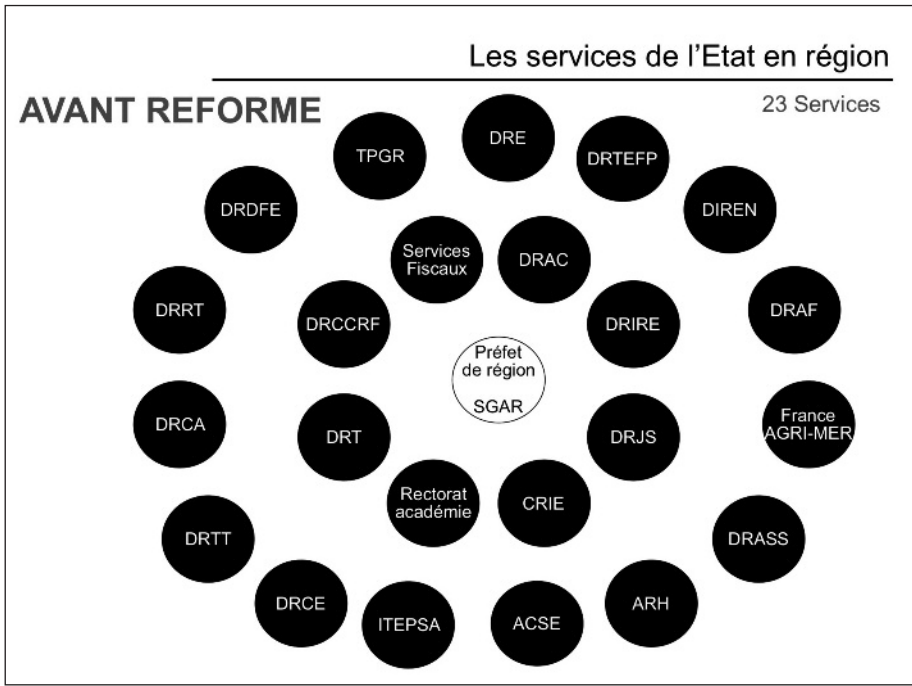 Les services de l'Etat en région
AVANT REFORME
23 Services
DRE
TPGR
DRTEFP
DRDFE
DIREN
Services
Fiscaux
DRAC
DRRT
DRCCRF
DRIRE
DRAF
Préfet
de région
SGAR
DRCA
DRT
DRJS
France
AGRI-MER
Rectorat
académie
CRIE
DRTT
DRASS
DRCE
ITEPSA
ACSE
ARH